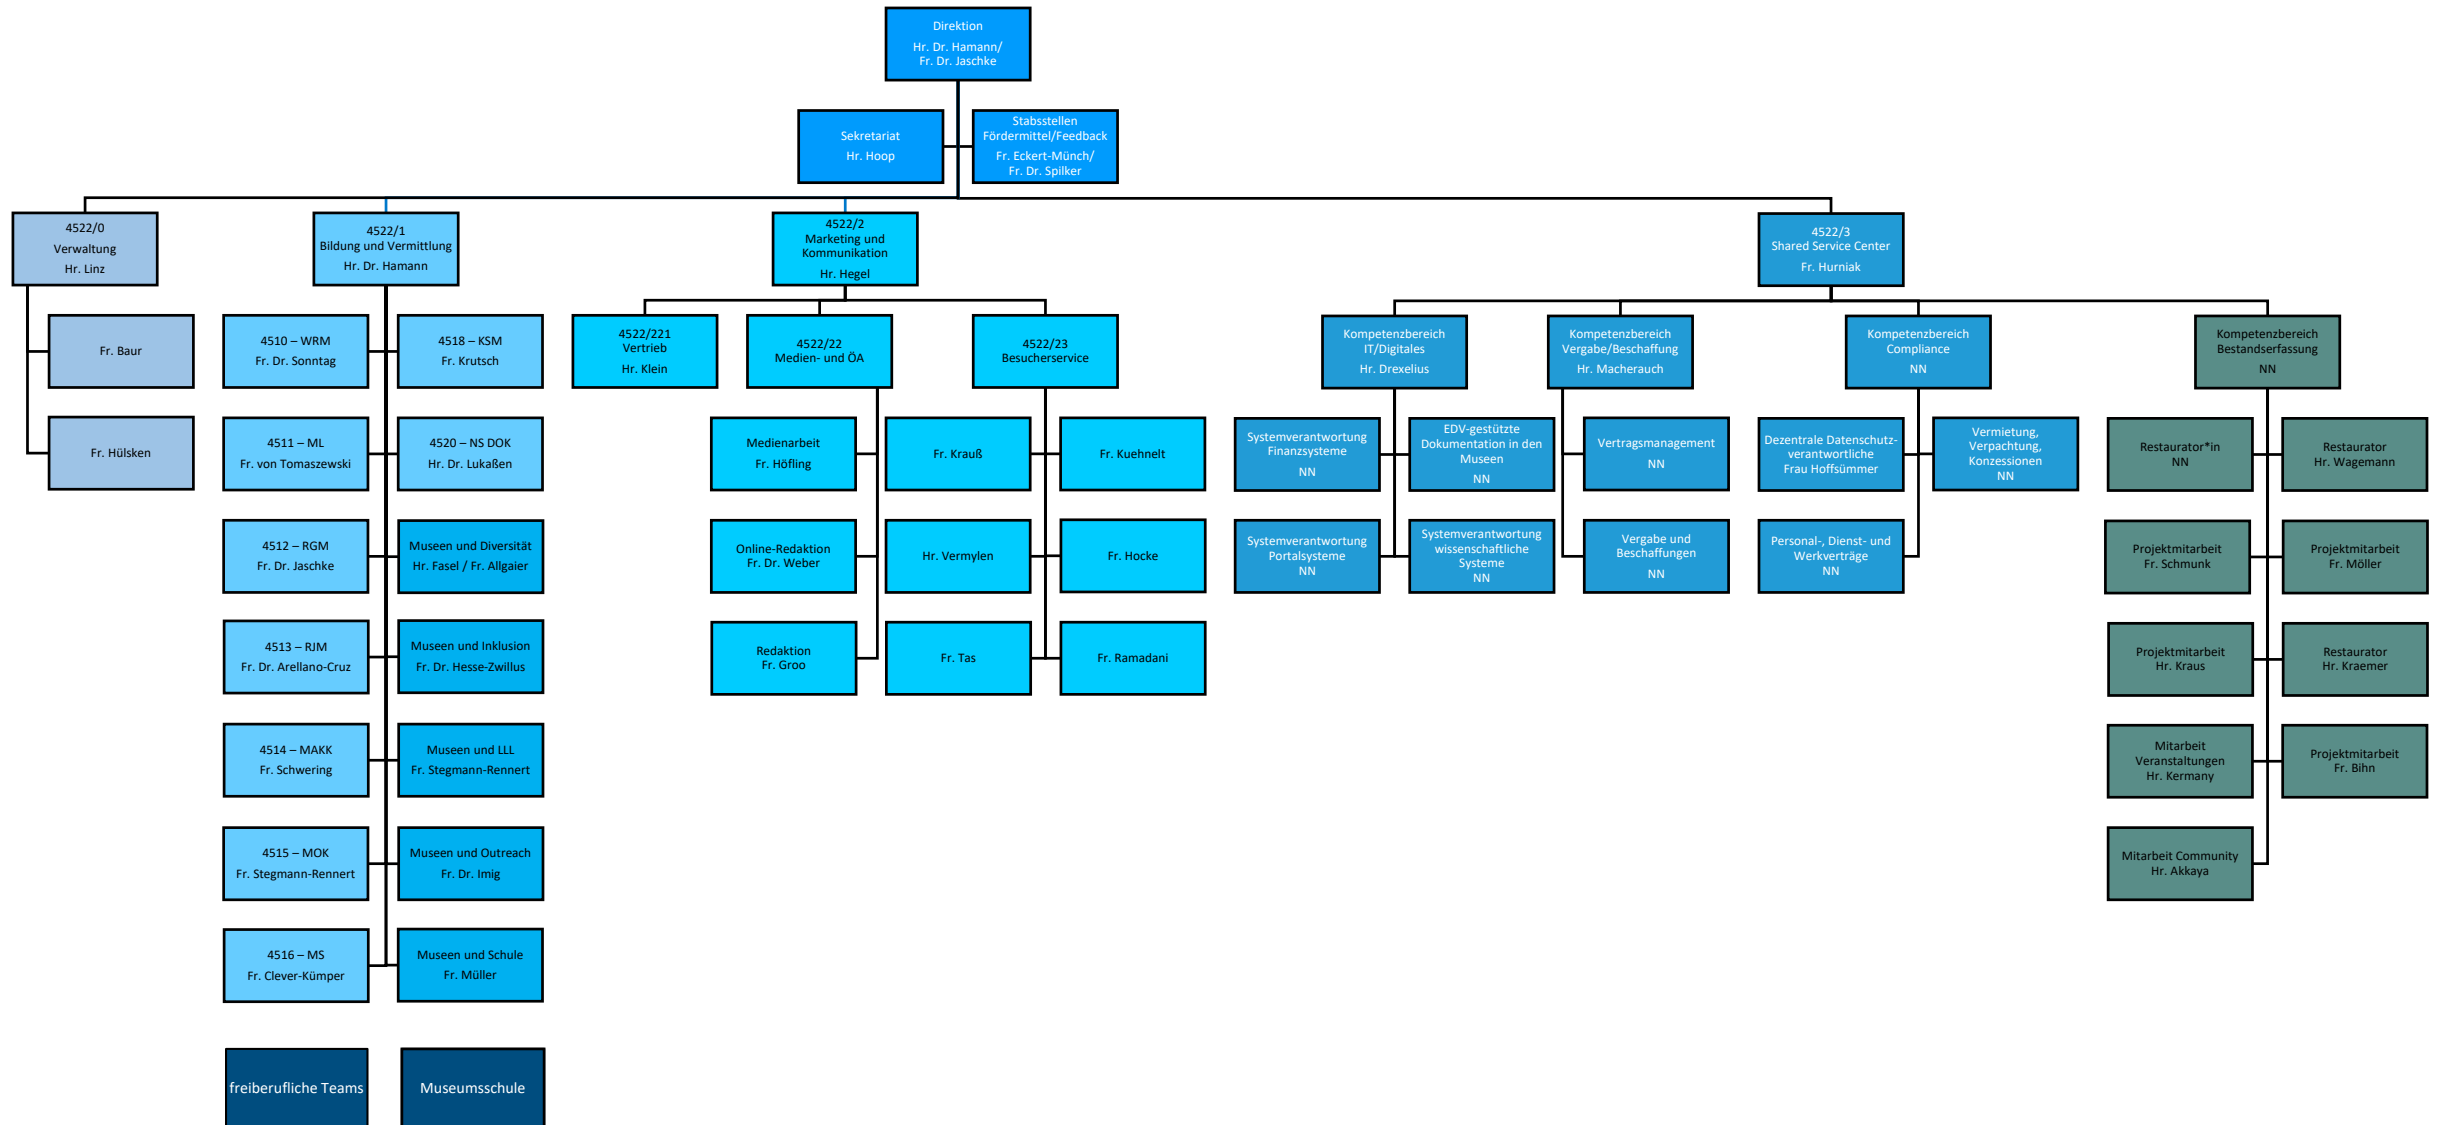 Direktion
Hr. Dr. Hamann/
Fr. Dr. Jaschke
Sekretariat
Hr. Hoop
Stabsstellen
Fördermittel/Feedback
Fr. Eckert-Münch/
Fr. Dr. Spilker
4522/0
Verwaltung
Hr. Linz
Fr. Baur
Fr. Hülsken
4522/1
Bildung und Vermittlung
Hr. Dr. Hamann
4510 – WRM
Fr. Dr. Sonntag
4518 – KSM
Fr. Krutsch
4511 – ML
Fr. von Tomaszewski
4520 – NS DOK
Hr. Dr. Lukaßen
4512 – RGM
Fr. Dr. Jaschke
Museen und Diversität
Hr. Fasel / Fr. Allgaier
4513 – RJM
Fr. Dr. Arellano-Cruz
Museen und Inklusion
Fr. Dr. Hesse-Zwillus
4514 – MAKK
Fr. Schwering
Museen und LLL
Fr. Stegmann-Rennert
4515 – MOK
Fr. Stegmann-Rennert
Museen und Outreach
Fr. Dr. Imig
4516 – MS
Fr. Clever-Kümper
Museen und Schule
Fr. Müller
freiberufliche Teams
Museumsschule
4522/2
Marketing und
Kommunikation
Hr. Hegel
4522/221
Vertrieb
Hr. Klein
4522/22
Medien- und ÖA
Medienarbeit
Fr. Höfling
Online-Redaktion
Fr. Dr. Weber
Redaktion
Fr. Groo
4522/23
Besucherservice
Fr. Krauß
Fr. Kuehnelt
Hr. Vermylen
Fr. Hocke
Fr. Tas
Fr. Ramadani
4522/3
Shared Service Center
Fr. Hurniak
Kompetenzbereich
IT/Digitales
Hr. Drexelius
Systemverantwortung
Finanzsysteme
NN
EDV-gestützte
Dokumentation in den
Museen
NN
Systemverantwortung
Portalsysteme
NN
Systemverantwortung
wissenschaftliche
Systeme
NN
Kompetenzbereich
Vergabe/Beschaffung
Hr. Macherauch
Vertragsmanagement
NN
Vergabe und
Beschaffungen
NN
Kompetenzbereich
Compliance
NN
Dezentrale Datenschutz-
verantwortliche
Frau Hoffsümmer
Vermietung,
Verpachtung,
Konzessionen
NN
Personal-, Dienst- und
Werkverträge
NN
Kompetenzbereich
Bestandserfassung
NN
Restaurator*in
NN
Restaurator
Hr. Wagemann
Projektmitarbeit
Fr. Schmunk
Projektmitarbeit
Fr. Möller
Projektmitarbeit
Hr. Kraus
Restaurator
Hr. Kraemer
Mitarbeit
Veranstaltungen
Hr. Kermany
Projektmitarbeit
Fr. Bihn
Mitarbeit Community
Hr. Akkaya